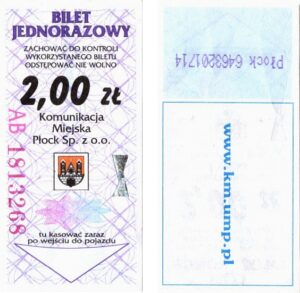 BILET
JEDNORAZOWY
ZACHOWAĆ DO KONTROLI
WYKORZYSTANEGO BILETU
ODSTĘPOWAĆ NIE WOLNO
2,00 zł
Komunikacja
Miejska
Płock Sp. z o.o.
AB 1813268
tu kasować zaraz
po wejściu do pojazdu
Płock 6463201714
www.km.ump.pl